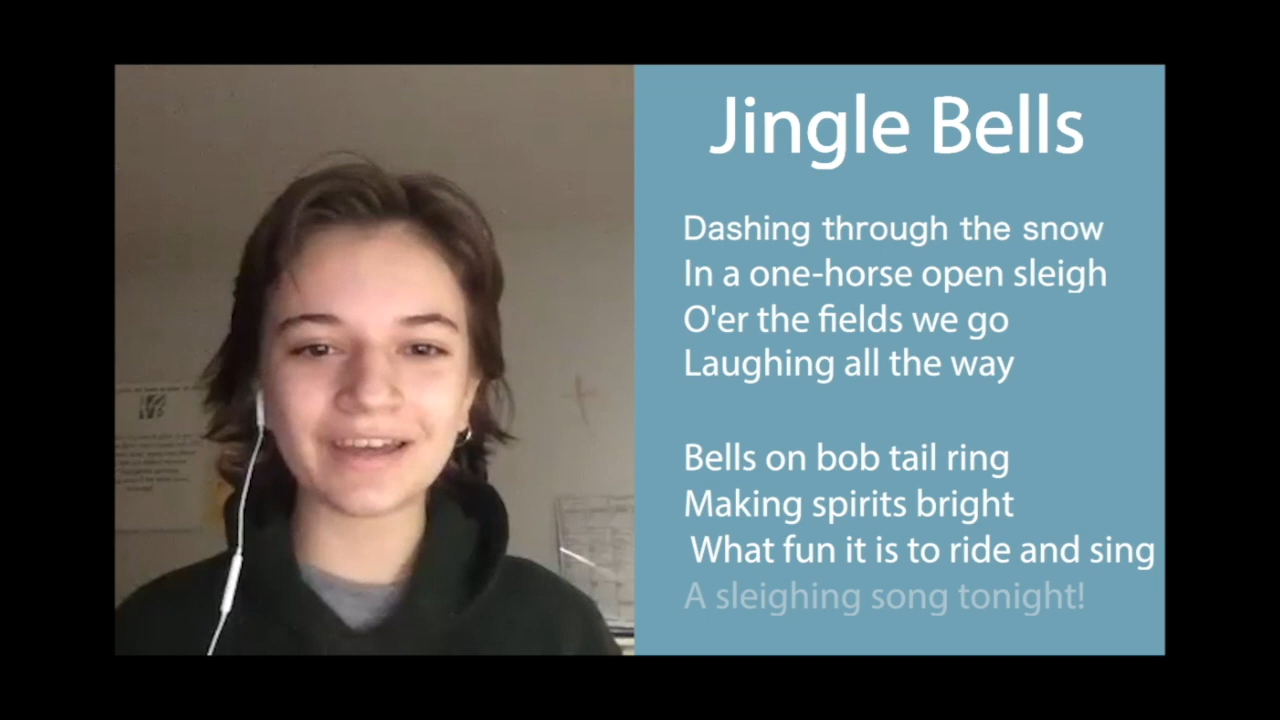 Jingle Bells
Dashing through the snow
In a one-horse open sleigh
O'er the fields we go
Laughing all the way
Bells on bob tail ring
Making spirits bright
What fun it is to ride and sing
A sleighing song tonight!